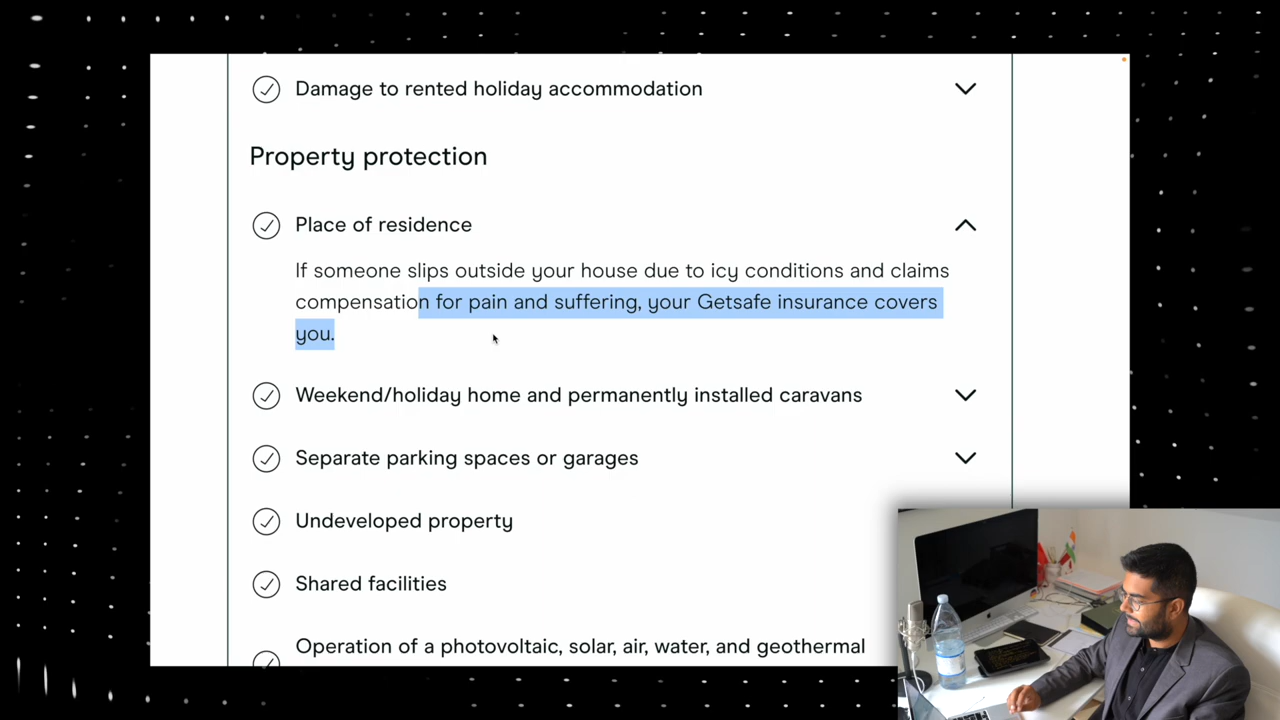 Damage to rented holiday accommodation
Property protection
Place of residence
If someone slips outside your house due to icy conditions and claims
compensation for pain and suffering, your Getsafe insurance covers
you.
Weekend/holiday home and permanently installed caravans
Separate parking spaces or garages
Undeveloped property
Shared facilities
Operation of a photovoltaic, solar, air, water, and geothermal